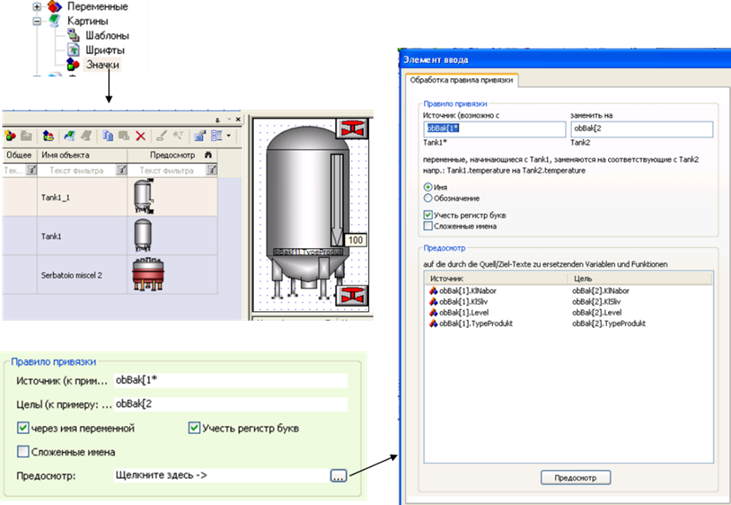 Переменные
Картины
Шаблоны
Шрифты
Значки
Общее Имя объекта Предосмотр
Тек... Текст Фильтра Текст Фильтра
Tank1_1
Tank1
Serbatoio miscel 2
100
obBak[1].TypeProdukt
Правило привязки
Источник (к прим... obBak[1*
Целы (к примеру: ... obBak[2
через имя переменной Учесть регистр букв
Сложенные имена
Предосмотр: Щелкните здесь -> ...
Элемент ввода
Обработка правила привязки
Правило привязки
Источник (возможно с заменить на
obBak[1* obBak[2
Tank1* Tank2
переменные, начинающиеся с Tank1, заменяются на соответствующие с Tank2
напр.: Tank1.temperature на Tank2.temperature
Имя
Обозначение
Учесть регистр букв
Сложенные имена
Предосмотр
auf die durch die Quell/Ziel-Texte zu ersetzenden Variablen und Funktionen
Источник Цель
obBak[1].KlNabor obBak[2].KlNabor
obBak[1].KlSliv obBak[2].KlSliv
obBak[1].Level obBak[2].Level
obBak[1].TypeProdukt obBak[2].TypeProdukt
Предосмотр